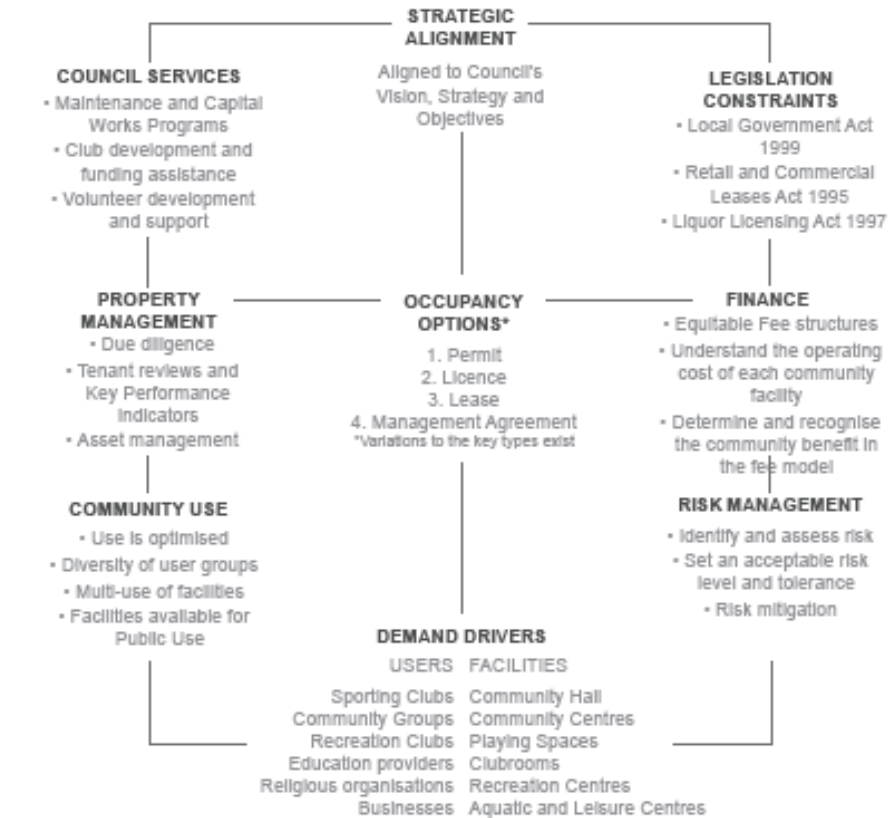 STRATEGIC
ALIGNMENT
Aligned to Council's
Vision, Strategy and
Objectives
COUNCIL SERVICES
• Maintenance and Capital
Works Programs
• Club development and
funding assistance
• Volunteer development
and support
LEGISLATION
CONSTRAINTS
• Local Government Act
1999
• Retail and Commercial
Leases Act 1995
• Liquor Licensing Act 1997
PROPERTY
MANAGEMENT
• Due diligence
• Tenant reviews and
Key Performance
Indicators
• Asset management
OCCUPANCY
OPTIONS*
1. Permit
2. Licence
3. Lease
4. Management Agreement
*Variations to the key types exist
FINANCE
• Equitable Fee structures
• Understand the operating
cost of each community
facility
• Determine and recognise
the community benefit in
the fee model
COMMUNITY USE
• Use is optimised
• Diversity of user groups
• Multi-use of facilities
• Facilities available for
Public Use
RISK MANAGEMENT
• Identify and assess risk
• Set an acceptable risk
level and tolerance
• Risk mitigation
DEMAND DRIVERS
USERS FACILITIES
Sporting Clubs Community Hall
Community Groups Community Centres
Recreation Clubs Playing Spaces
Education providers Clubrooms
Religious organisations Recreation Centres
Businesses Aquatic and Leisure Centres